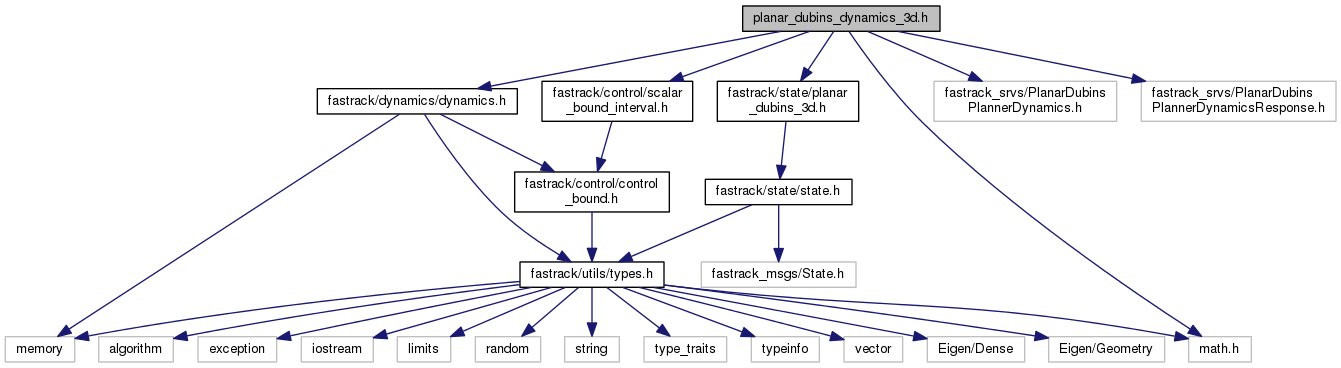 planar_dubins_dynamics_3d.h
fastrack/dynamics/dynamics.h
fastrack/control/scalar
_bound_interval.h
fastrack/state/planar
_dubins_3d.h
fastrack_srvs/PlanarDubins
PlannerDynamics.h
fastrack_srvs/PlanarDubins
PlannerDynamicsResponse.h
fastrack/control/control
_bound.h
fastrack/state/state.h
fastrack/utils/types.h
fastrack_msgs/State.h
memory
algorithm
exception
iostream
limits
random
string
type_traits
typeinfo
vector
Eigen/Dense
Eigen/Geometry
math.h